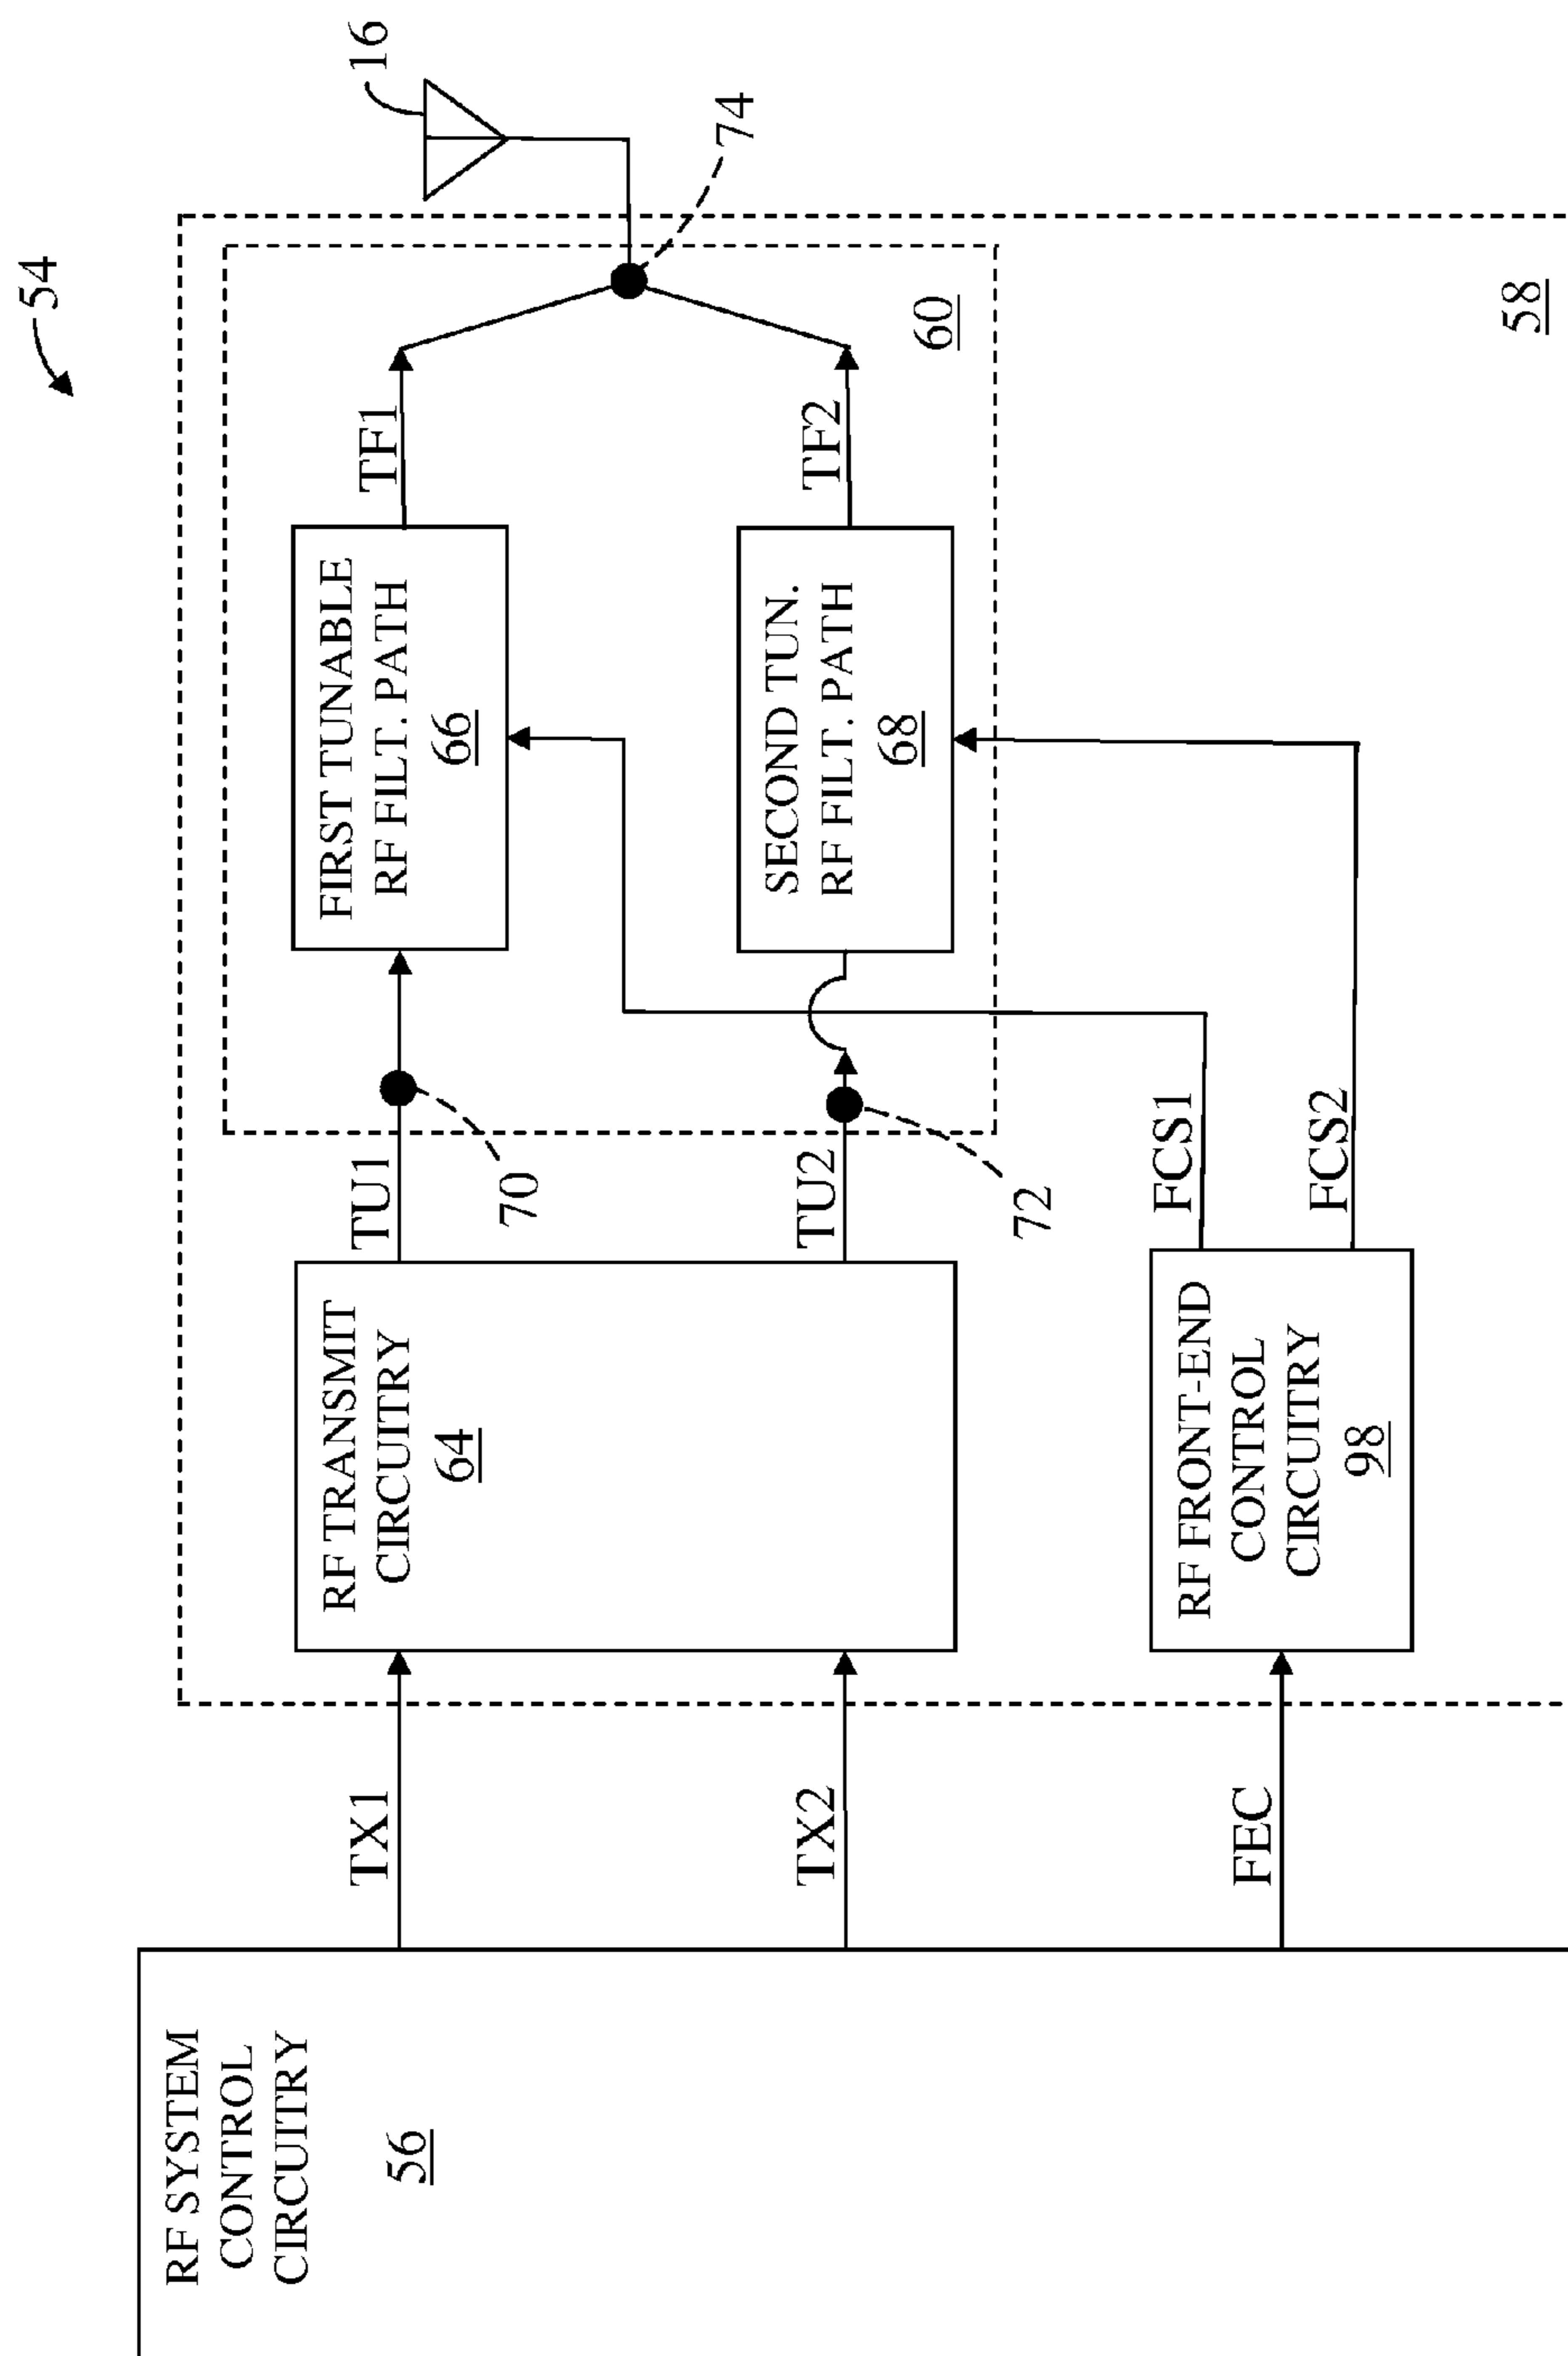 54
RF SYSTEM
CONTROL
CIRCUITRY
56
TX1
TX2
FEC
RF TRANSMIT
CIRCUITRY
64
RF FRONT-END
CONTROL
CIRCUITRY
98
TU1
70
TU2
72
FCS1
FCS2
FIRST TUNABLE
RF FILT. PATH
66
SECOND TUN.
RF FILT. PATH
68
TF1
TF2
60
74
16
58